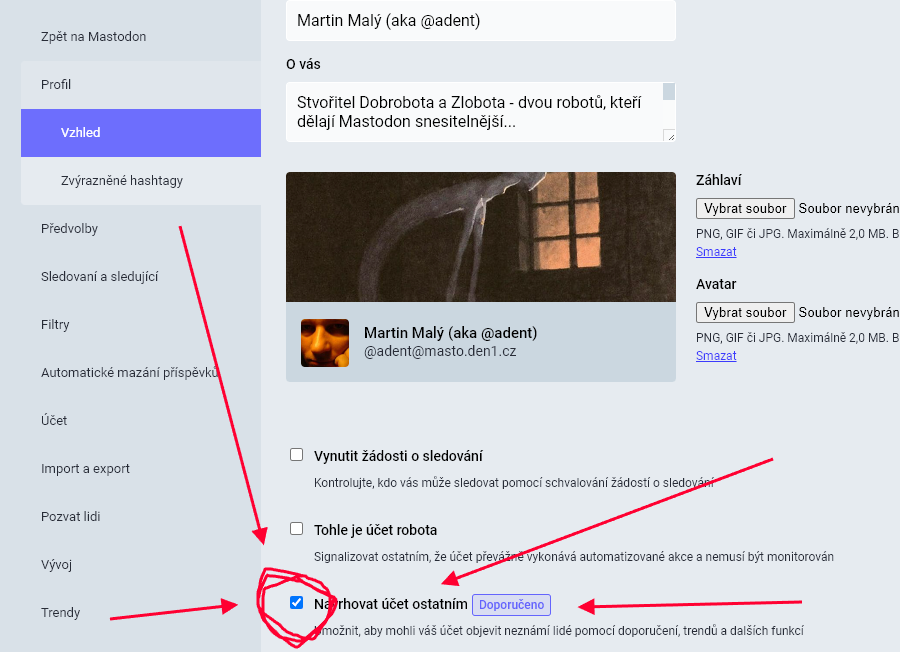 Martin Malý (aka @adent)
Zpět na Mastodon
O vás
Profil
Stvořitel Dobrobota a Zlobota - dvou robotů, kteří
dělají Mastodon snesitelnější...
Vzhled
Zvýrazněné hashtagy
Předvolby
Sledovaní a sledující
Filtry
Automatické mazání příspěvků
Účet
Import a export
Pozvat lidi
Vývoj
Trendy
Záhlaví
Vybrat soubor Soubor nevybrán
PNG, GIF či JPG. Maximálně 2,0 MB. B
Smazat
Avatar
Vybrat soubor Soubor nevybrán
PNG, GIF či JPG. Maximálně 2,0 MB. B
Smazat
Martin Malý (aka @adent)
@adent@masto.den1.cz
Vynutit žádosti o sledování
Kontrolujte, kdo vás může sledovat pomocí schvalování žádostí o sledování
Tohle je účet robota
Signalizovat ostatním, že účet převážně vykonává automatizované akce a nemusí být monitorován
Navrhovat účet ostatním Doporučeno
Umožnit, aby mohli váš účet objevit neznámí lidé pomocí doporučení, trendů a dalších funkcí